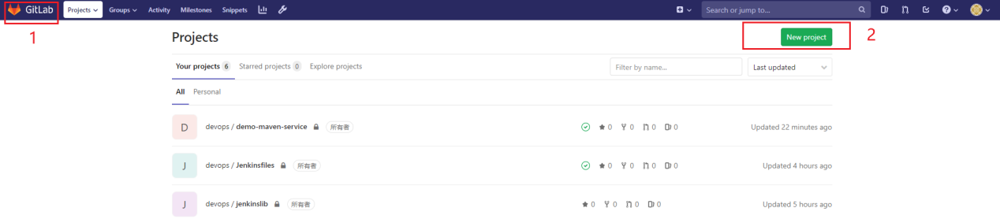 GitLab Projects Groups Activity Milestones Snippets Search or jump to...
1
2
Projects New project
Your projects 6 Starred projects 0 Explore projects Filter by name... Last updated
All Personal
D devops / demo-maven-service 所有者 0 0 0 0 Updated 22 minutes ago
J devops / Jenkinsfiles 所有者 0 0 0 0 Updated 4 hours ago
J devops / jenkinslib 所有者 0 0 0 0 Updated 5 hours ago